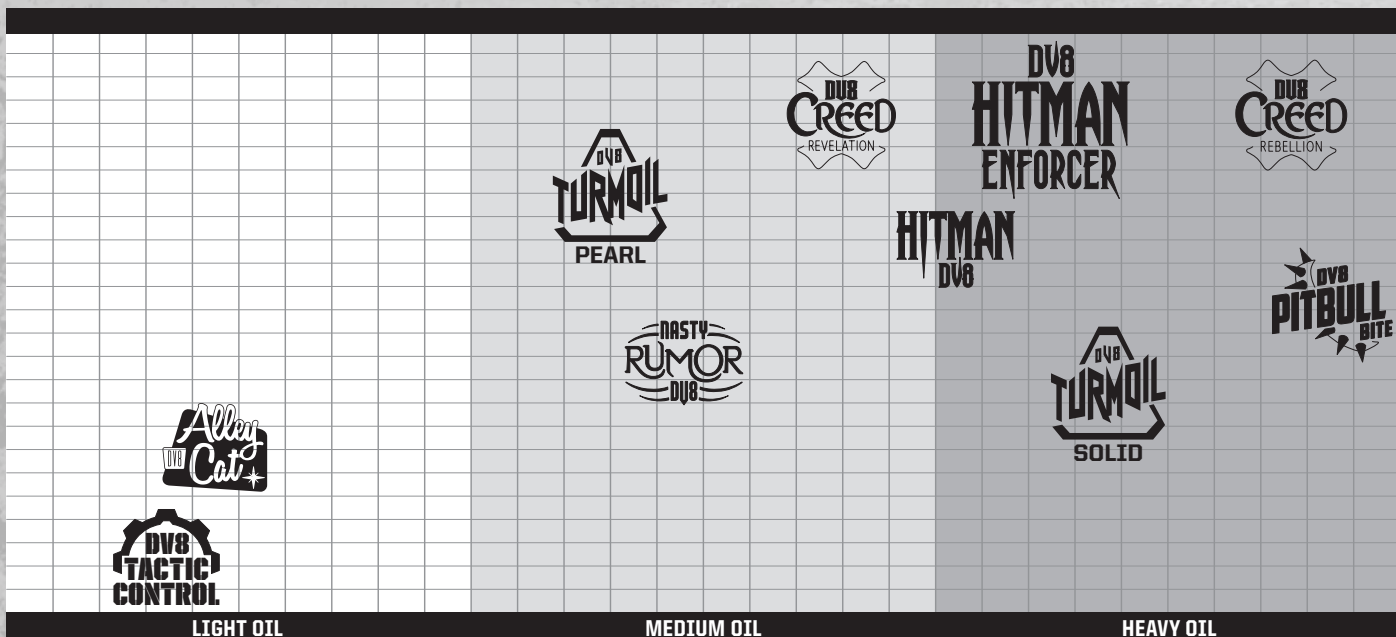 DV8
CREED
REVELATION
DV8
HITMAN
ENFORCER
DV8
CREED
REBELLION
DV8
TURMOIL
PEARL
HITMAN
DV8
DV8
PITBULL
BITE
NASTY
RUMOR
DV8
DV8
TURMOIL
SOLID
Alley
DV8 Cat
DV8
TACTIC
CONTROL
LIGHT OIL MEDIUM OIL HEAVY OIL